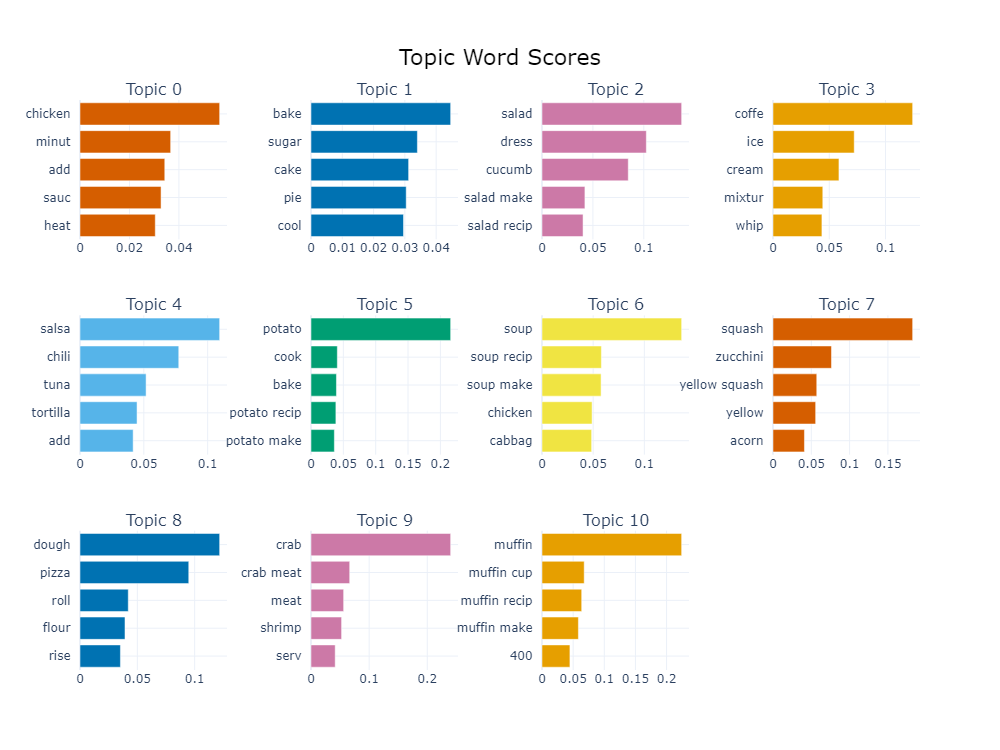 Topic Word Scores
Topic 0
chicken
minut
add
sauc
heat
0 0.02 0.04
Topic 1
bake
sugar
cake
pie
cool
0 0.01 0.02 0.03 0.04
Topic 2
salad
dress
cucumb
salad make
salad recip
0 0.05 0.1
Topic 3
coffe
ice
cream
mixtur
whip
0 0.05 0.1
Topic 4
salsa
chili
tuna
tortilla
add
0 0.05 0.1
Topic 5
potato
cook
bake
potato recip
potato make
0 0.05 0.1 0.15 0.2
Topic 6
soup
soup recip
soup make
chicken
cabbag
0 0.05 0.1
Topic 7
squash
zucchini
yellow squash
yellow
acorn
0 0.05 0.1 0.15
Topic 8
dough
pizza
roll
flour
rise
0 0.05 0.1
Topic 9
crab
crab meat
meat
shrimp
serv
0 0.1 0.2
Topic 10
muffin
muffin cup
muffin recip
muffin make
400
0 0.05 0.1 0.15 0.2